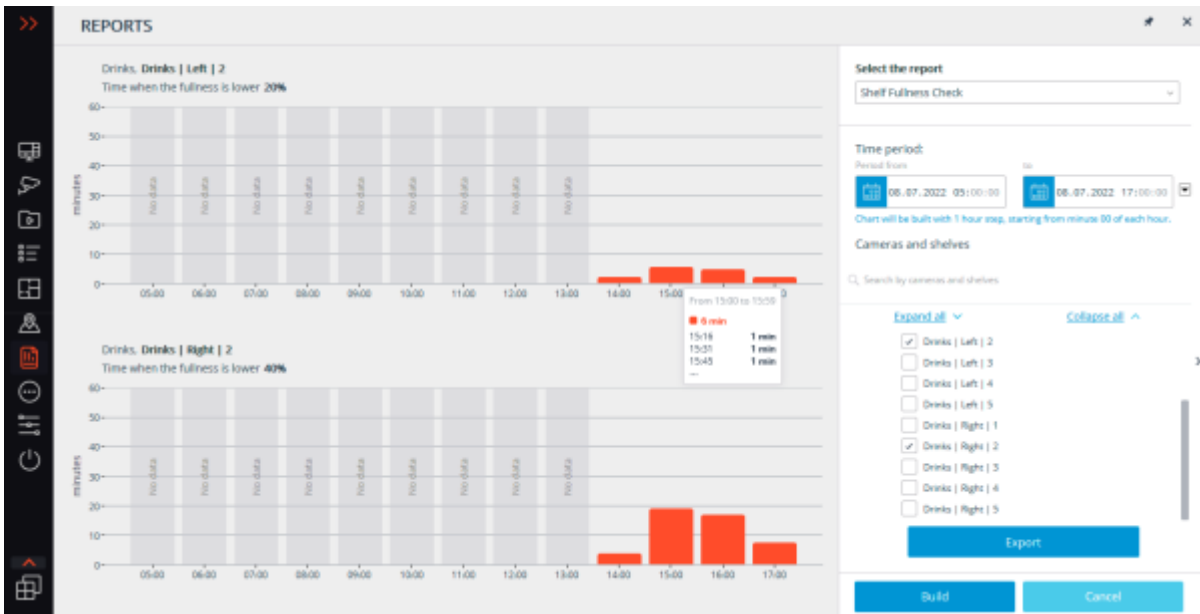 REPORTS
Drinks, Drinks | Left | 2
Time when the fullness is lower 20%
minutes
60
50
40
30
20
10
0
No data
No data
No data
No data
No data
No data
No data
No data
No data
05:00 06:00 07:00 08:00 09:00 10:00 11:00 12:00 13:00 14:00 15:00
From 15:00 to 15:59
6 min
15:16 1 min
15:31 1 min
15:45 1 min
...
Drinks, Drinks | Right | 2
Time when the fullness is lower 40%
minutes
60
50
40
30
20
10
0
No data
No data
No data
No data
No data
No data
No data
No data
No data
05:00 06:00 07:00 08:00 09:00 10:00 11:00 12:00 13:00 14:00 15:00 16:00 17:00
Select the report
Shelf Fullness Check
Time period:
Period from to
08.07.2022 05:00:00 08.07.2022 17:00:00
Chart will be built with 1 hour step, starting from minute 00 of each hour.
Cameras and shelves
Search by cameras and shelves
Expand all Collapse all
Drinks | Left | 2
Drinks | Left | 3
Drinks | Left | 4
Drinks | Left | 5
Drinks | Right | 1
Drinks | Right | 2
Drinks | Right | 3
Drinks | Right | 4
Drinks | Right | 5
Export
Build Cancel